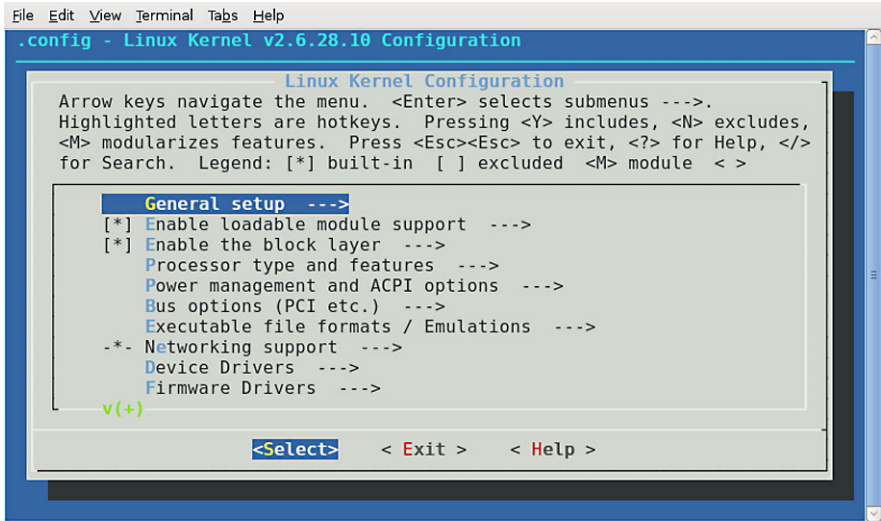 File Edit View Terminal Tabs Help
.config - Linux Kernel v2.6.28.10 Configuration
Linux Kernel Configuration
Arrow keys navigate the menu.  <Enter> selects submenus --->.
Highlighted letters are hotkeys.  Pressing <Y> includes, <N> excludes,
<M> modularizes features.  Press <Esc><Esc> to exit, <?> for Help, </>
for Search.  Legend: [*] built-in  [ ] excluded  <M> module  < >
General setup  --->
[*] Enable loadable module support  --->
[*] Enable the block layer  --->
Processor type and features  --->
Power management and ACPI options  --->
Bus options (PCI etc.)  --->
Executable file formats / Emulations  --->
-*- Networking support  --->
Device Drivers  --->
Firmware Drivers  --->
v(+)
<Select>    < Exit >    < Help >